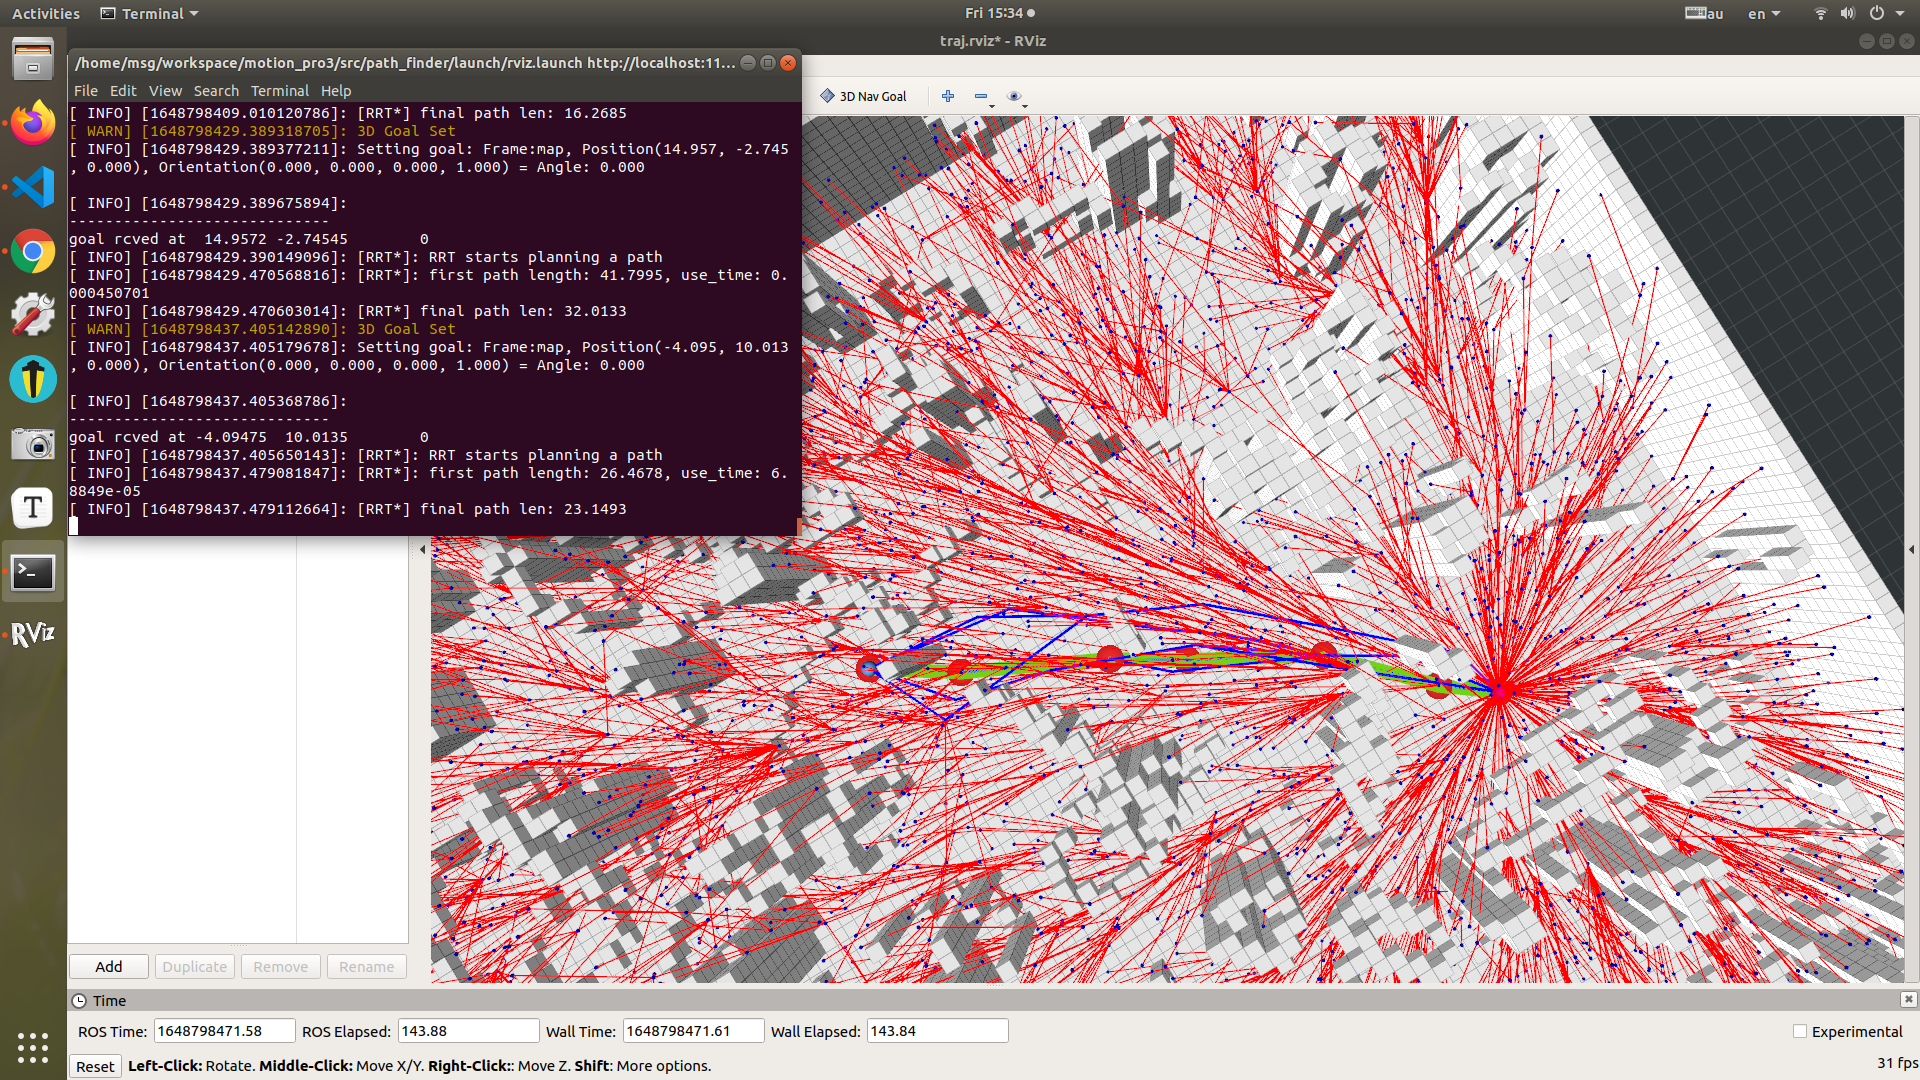 Activities
Terminal
Fri 15:34
au
en
traj.rviz* - RViz
/home/msg/workspace/motion_pro3/src/path_finder/launch/rviz.launch http://localhost:11...
File Edit View Search Terminal Help
3D Nav Goal
[ INFO] [1648798409.010120786]: [RRT*] final path len: 16.2685
[ WARN] [1648798429.389318705]: 3D Goal Set
[ INFO] [1648798429.389377211]: Setting goal: Frame:map, Position(14.957, -2.745
, 0.000), Orientation(0.000, 0.000, 0.000, 1.000) = Angle: 0.000
[ INFO] [1648798429.389675894]:
-----------------------------
goal rcved at  14.9572 -2.74545        0
[ INFO] [1648798429.390149096]: [RRT*]: RRT starts planning a path
[ INFO] [1648798429.470568816]: [RRT*]: first path length: 41.7995, use_time: 0.
000450701
[ INFO] [1648798429.470603014]: [RRT*] final path len: 32.0133
[ WARN] [1648798437.405142890]: 3D Goal Set
[ INFO] [1648798437.405179678]: Setting goal: Frame:map, Position(-4.095, 10.013
, 0.000), Orientation(0.000, 0.000, 0.000, 1.000) = Angle: 0.000
[ INFO] [1648798437.405368786]:
-----------------------------
goal rcved at -4.09475  10.0135        0
[ INFO] [1648798437.405650143]: [RRT*]: RRT starts planning a path
[ INFO] [1648798437.479081847]: [RRT*]: first path length: 26.4678, use_time: 6.
8849e-05
[ INFO] [1648798437.479112664]: [RRT*] final path len: 23.1493
T
RViz
Add Duplicate Remove Rename
Time
ROS Time: 1648798471.58 ROS Elapsed: 143.88 Wall Time: 1648798471.61 Wall Elapsed: 143.84 Experimental
Reset Left-Click: Rotate. Middle-Click: Move X/Y. Right-Click:: Move Z. Shift: More options. 31 fps